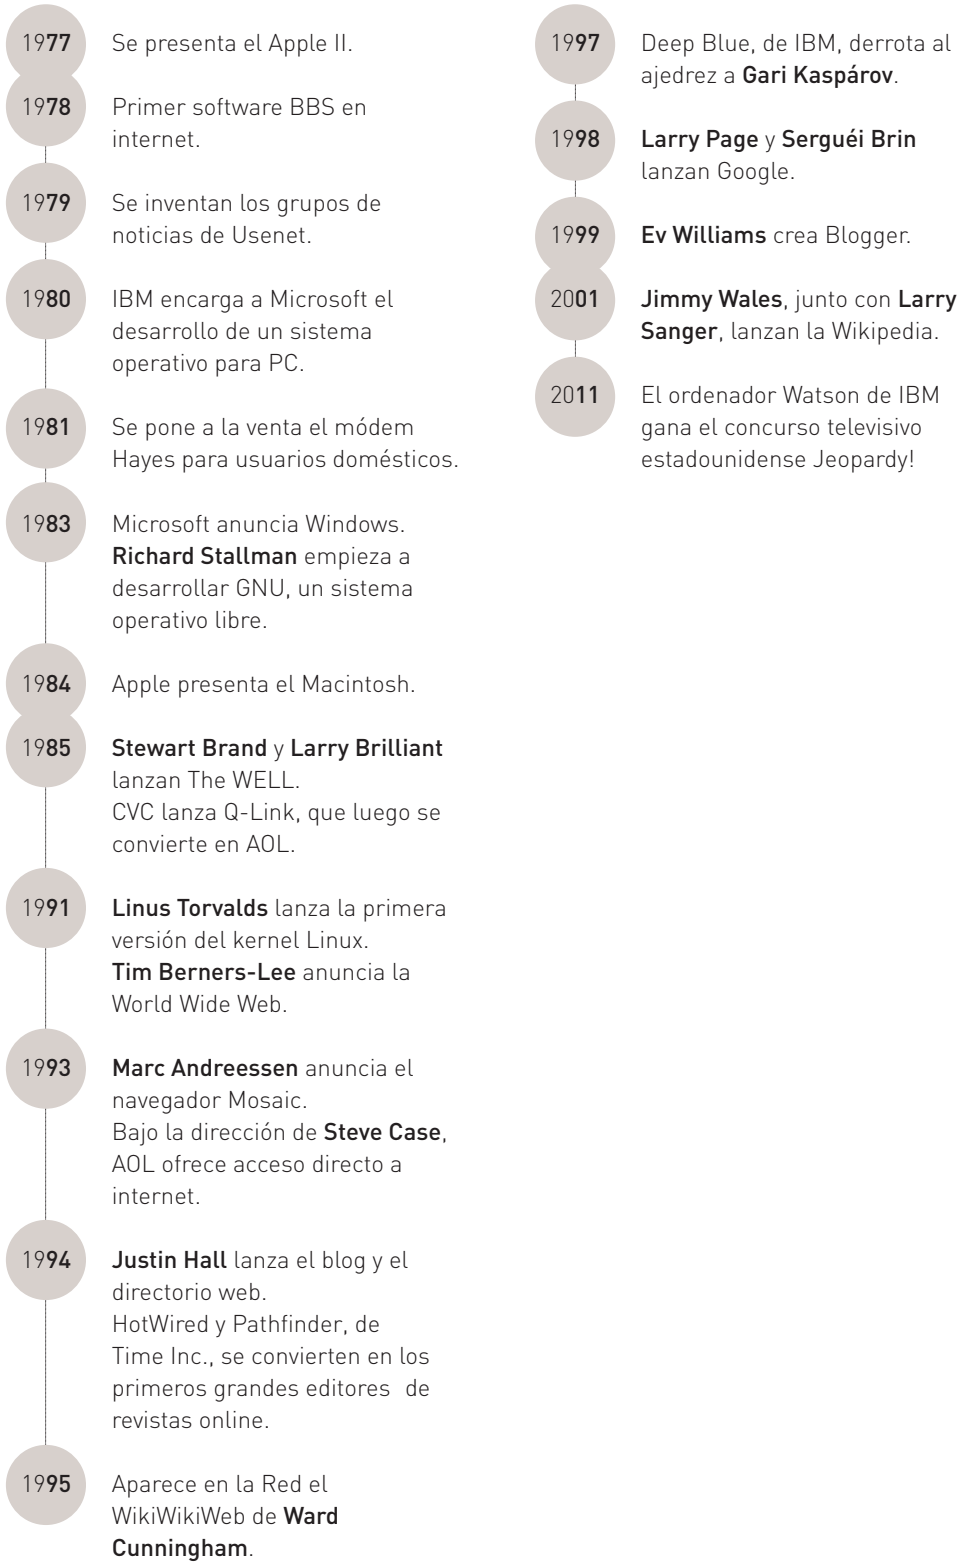 1977
Se presenta el Apple II.
1978
Primer software BBS en
internet.
1979
Se inventan los grupos de
noticias de Usenet.
1980
IBM encarga a Microsoft el
desarrollo de un sistema
operativo para PC.
1981
Se pone a la venta el módem
Hayes para usuarios domésticos.
1983
Microsoft anuncia Windows.
Richard Stallman empieza a
desarrollar GNU, un sistema
operativo libre.
1984
Apple presenta el Macintosh.
1985
Stewart Brand y Larry Brilliant
lanzan The WELL.
CVC lanza Q-Link, que luego se
convierte en AOL.
1991
Linus Torvalds lanza la primera
versión del kernel Linux.
Tim Berners-Lee anuncia la
World Wide Web.
1993
Marc Andreessen anuncia el
navegador Mosaic.
Bajo la dirección de Steve Case,
AOL ofrece acceso directo a
internet.
1994
Justin Hall lanza el blog y el
directorio web.
HotWired y Pathfinder, de
Time Inc., se convierten en los
primeros grandes editores de
revistas online.
1995
Aparece en la Red el
WikiWikiWeb de Ward
Cunningham.
1997
Deep Blue, de IBM, derrota al
ajedrez a Gari Kaspárov.
1998
Larry Page y Serguéi Brin
lanzan Google.
1999
Ev Williams crea Blogger.
2001
Jimmy Wales, junto con Larry
Sanger, lanzan la Wikipedia.
2011
El ordenador Watson de IBM
gana el concurso televisivo
estadounidense Jeopardy!